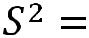 S² =